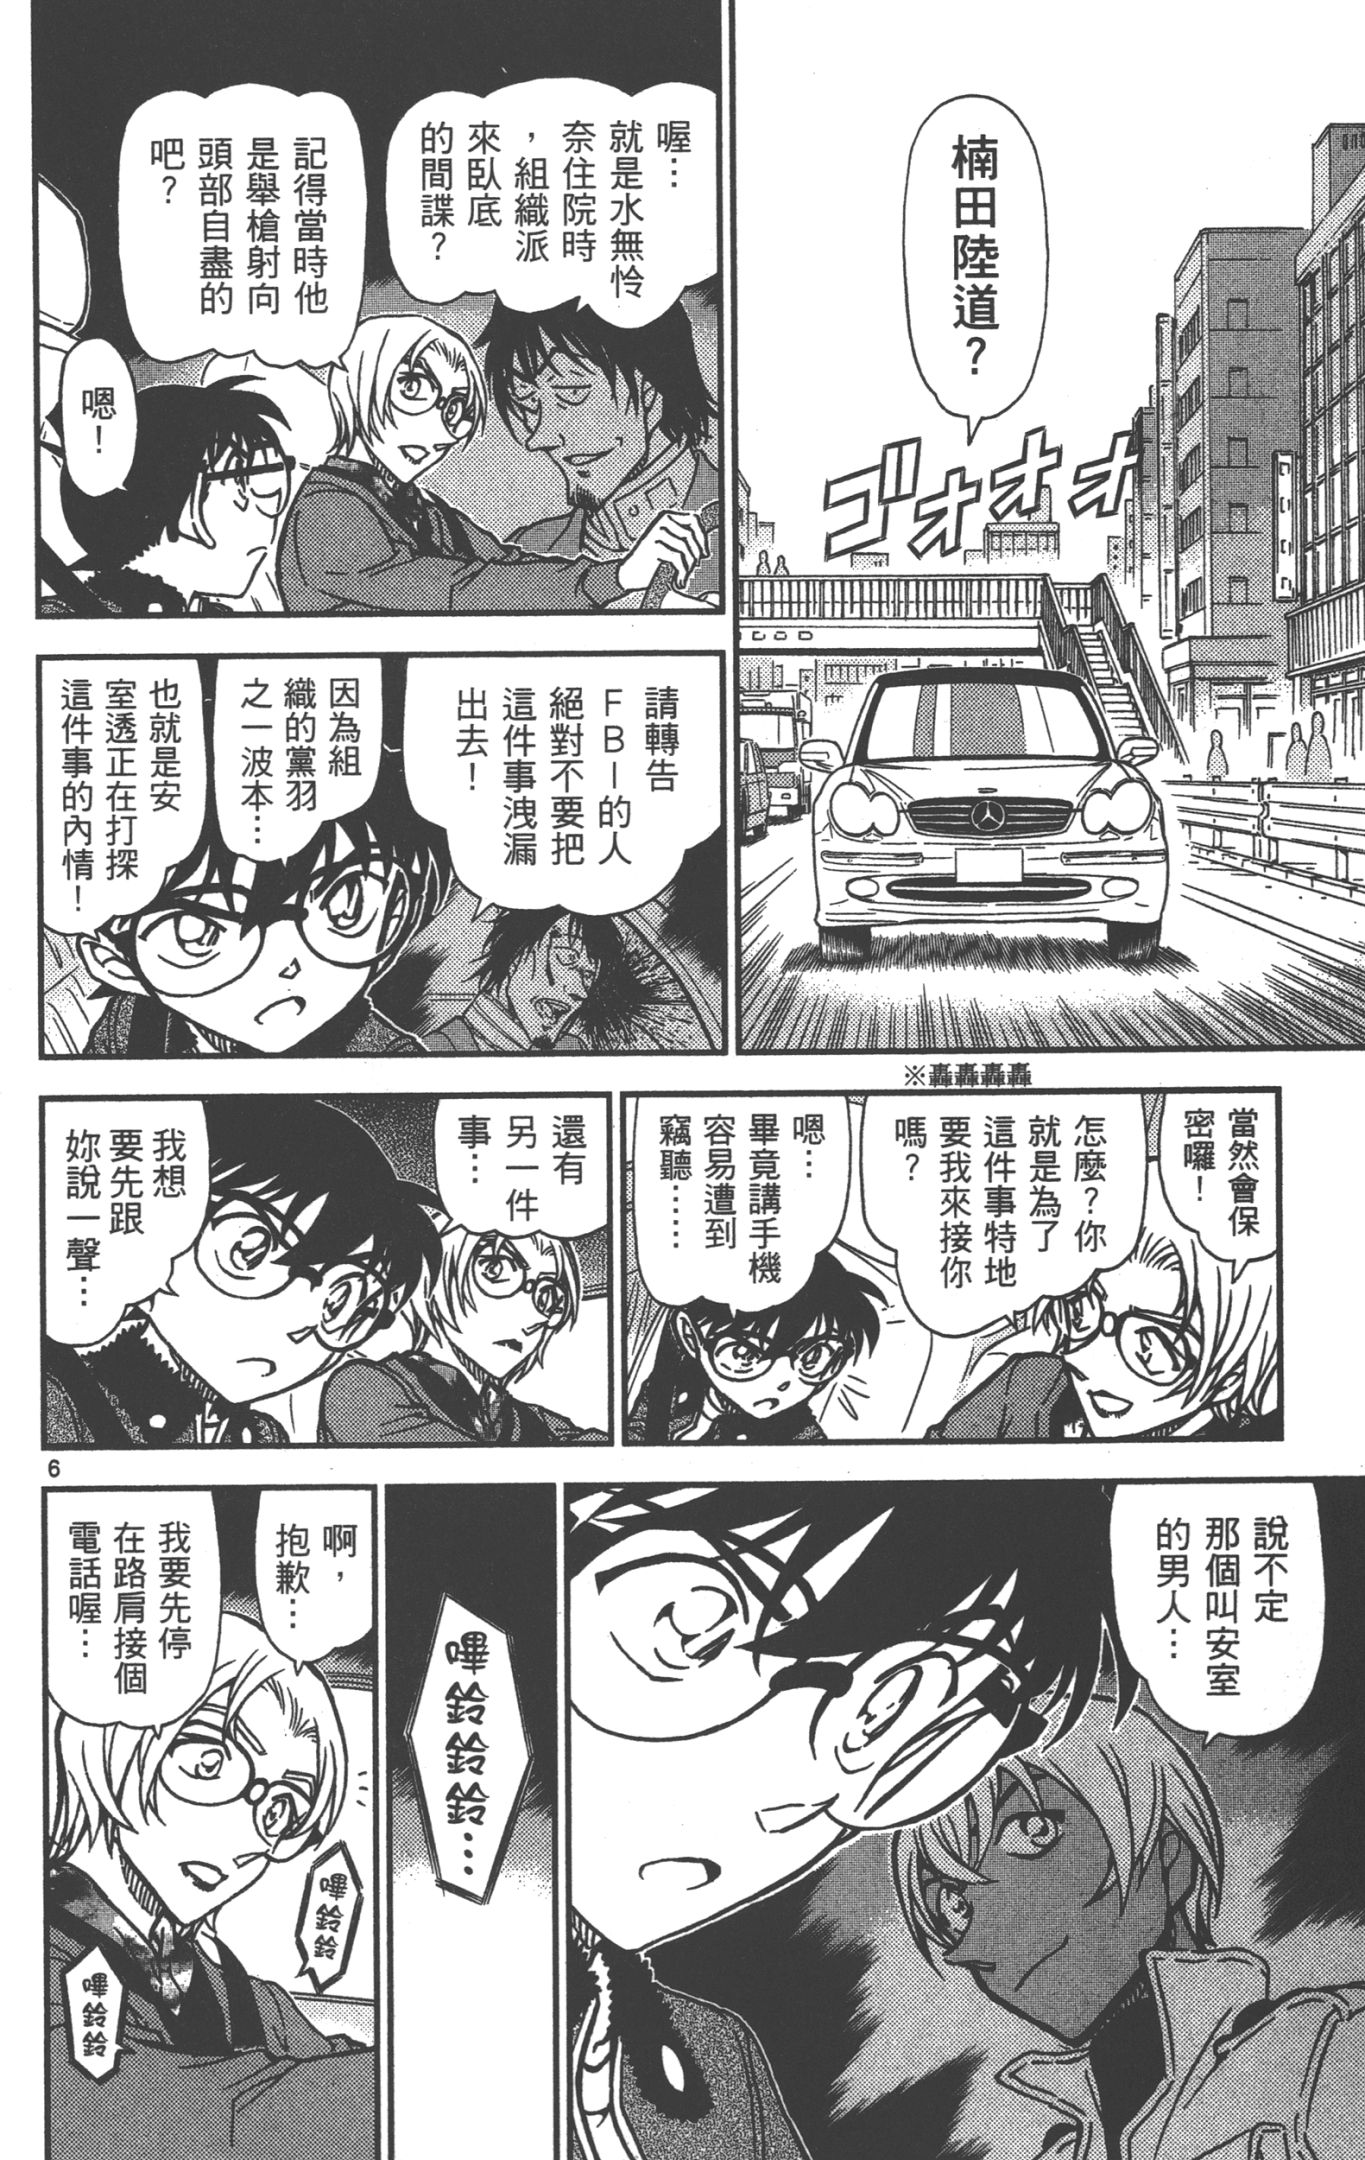 楠田陸道？
ゴオオオ
※轟轟轟轟
喔…
就是水無怜
奈住院時
，組織派
來臥底
的間諜？
記得當時他
是舉槍射向
頭部自盡的
吧？
嗯！
請轉告
FBI的人
絕對不要把
這件事洩漏
出去！
因為組
織的黨羽
之一波本…
也就是安
室透正在打探
這件事的內情！
當然會保
密囉！
怎麼？你
就是為了
這件事特地
要我來接你
嗎？
嗯…
畢竟講手機
容易遭到
竊聽……
還有
另一件
事…
我想
要先跟
妳說一聲…
說不定
那個叫安室
的男人…
嗶鈴鈴鈴…
啊，
抱歉…
我要先停
在路肩接個
電話喔…
嗶鈴鈴
嗶鈴鈴
6